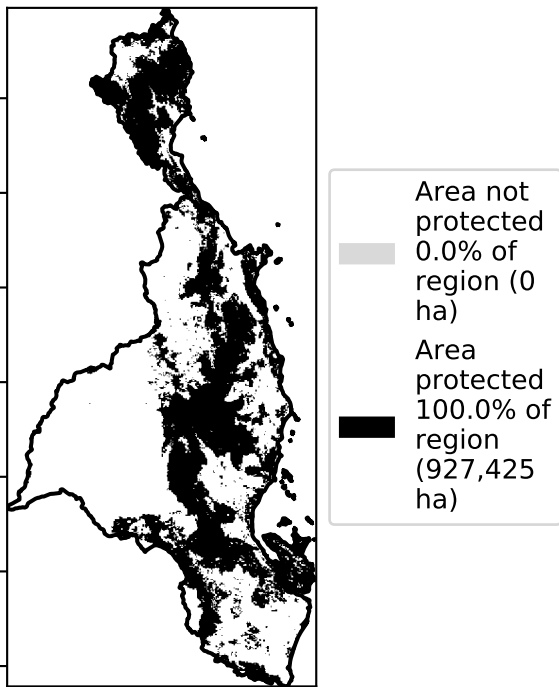 Area not
protected
0.0% of
region (0
ha)
Area
protected
100.0% of
region
(927,425
ha)